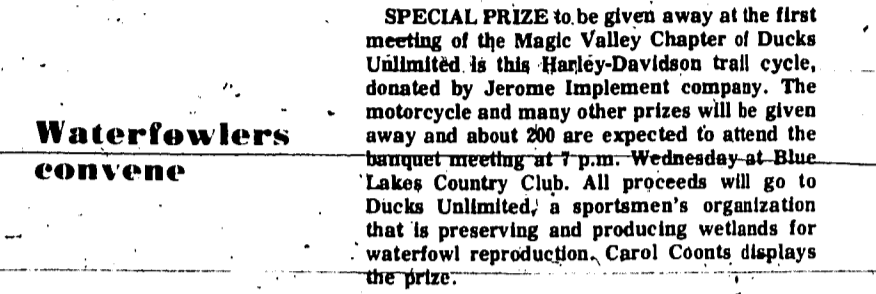 Waterfowlers
convene
SPECIAL PRIZE to be given away at the first
meeting of the Magic Valley Chapter of Ducks
Unlimited is this Harley-Davidson trail cycle,
donated by Jerome Implement company. The
motorcycle and many other prizes will be given
away and about 200 are expected to attend the
banquet meeting at 7 p.m. Wednesday at Blue
Lakes Country Club. All proceeds will go to
Ducks Unlimited, a sportsmen's organization
that is preserving and producing wetlands for
waterfowl reproduction. Carol Coonts displays
the prize.